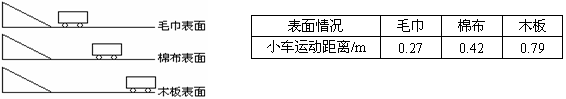 毛巾表面
棉布表面
木板表面
表面情况 毛巾 棉布 木板
小车运动距离/m 0.27 0.42 0.79